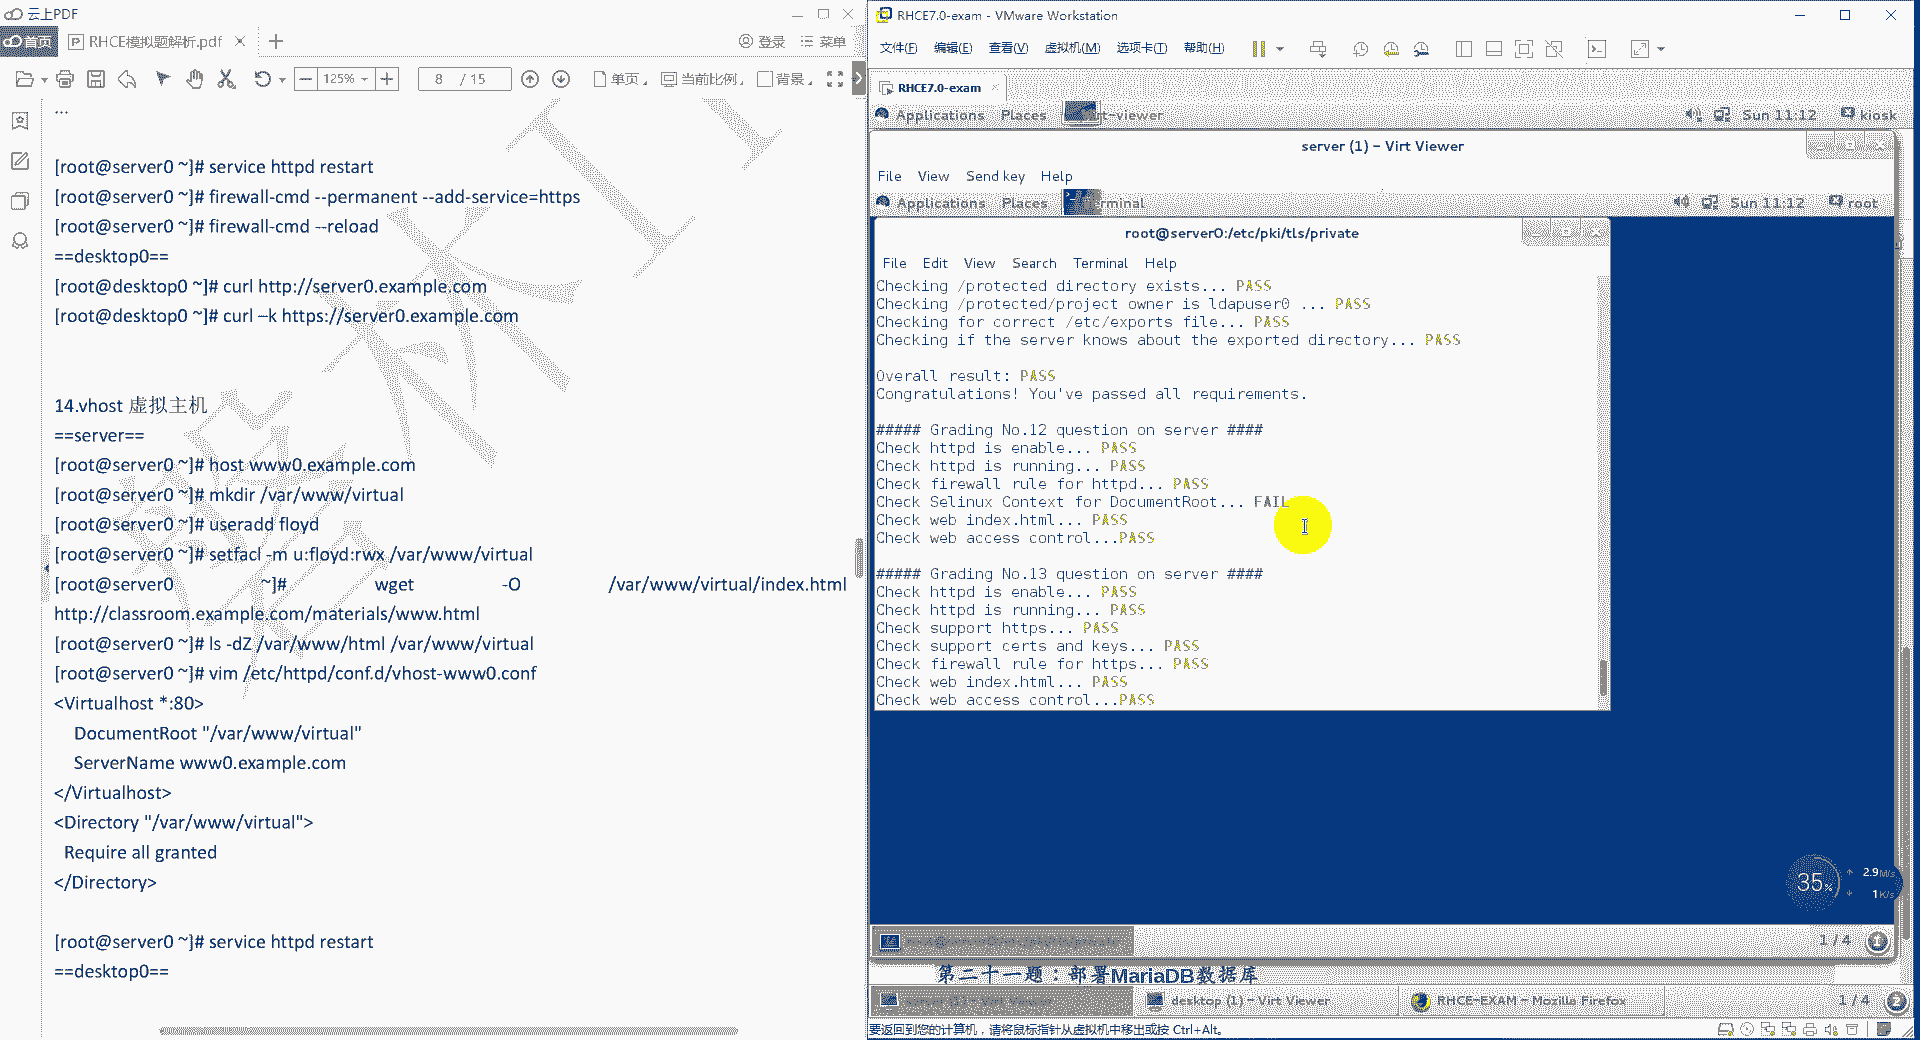 云上PDF
首页
RHCE模拟题解析.pdf
登录
菜单
125%
8 / 15
单页
当前比例
背景
...
[root@server0 ~]# service httpd restart
[root@server0 ~]# firewall-cmd --permanent --add-service=https
[root@server0 ~]# firewall-cmd --reload
==desktop0==
[root@desktop0 ~]# curl http://server0.example.com
[root@desktop0 ~]# curl –k https://server0.example.com
14.vhost 虚拟主机
==server==
[root@server0 ~]# host www0.example.com
[root@server0 ~]# mkdir /var/www/virtual
[root@server0 ~]# useradd floyd
[root@server0 ~]# setfacl -m u:floyd:rwx /var/www/virtual
[root@server0 ~]# wget -O /var/www/virtual/index.html
http://classroom.example.com/materials/www.html
[root@server0 ~]# ls -dZ /var/www/html /var/www/virtual
[root@server0 ~]# vim /etc/httpd/conf.d/vhost-www0.conf
<Virtualhost *:80>
DocumentRoot "/var/www/virtual"
ServerName www0.example.com
</Virtualhost>
<Directory "/var/www/virtual">
Require all granted
</Directory>
[root@server0 ~]# service httpd restart
==desktop0==
RHCE7.0-exam - VMware Workstation
文件(F) 编辑(E) 查看(V) 虚拟机(M) 选项卡(T) 帮助(H)
RHCE7.0-exam
Applications Places virt-viewer Sun 11:12 kiosk
server (1) – Virt Viewer
File View Send key Help
Applications Places Terminal Sun 11:12 root
root@server0:/etc/pki/tls/private
File Edit View Search Terminal Help
Checking /protected directory exists... PASS
Checking /protected/project owner is ldapuser0 ... PASS
Checking for correct /etc/exports file... PASS
Checking if the server knows about the exported directory... PASS
Overall result: PASS
Congratulations! You've passed all requirements.
##### Grading No.12 question on server ####
Check httpd is enable... PASS
Check httpd is running... PASS
Check firewall rule for httpd... PASS
Check Selinux Context for DocumentRoot... FAIL
Check web index.html... PASS
Check web access control...PASS
##### Grading No.13 question on server ####
Check httpd is enable... PASS
Check httpd is running... PASS
Check support https... PASS
Check support certs and keys... PASS
Check firewall rule for https... PASS
Check web index.html... PASS
Check web access control...PASS
35%
2.9M/s
1K/s
1 / 4
第二十一题：部署MariaDB数据库
desktop (1) – Virt Viewer
RHCE-EXAM – Mozilla Firefox
1 / 4
要返回到您的计算机，请将鼠标指针从虚拟机中移出或按 Ctrl+Alt。